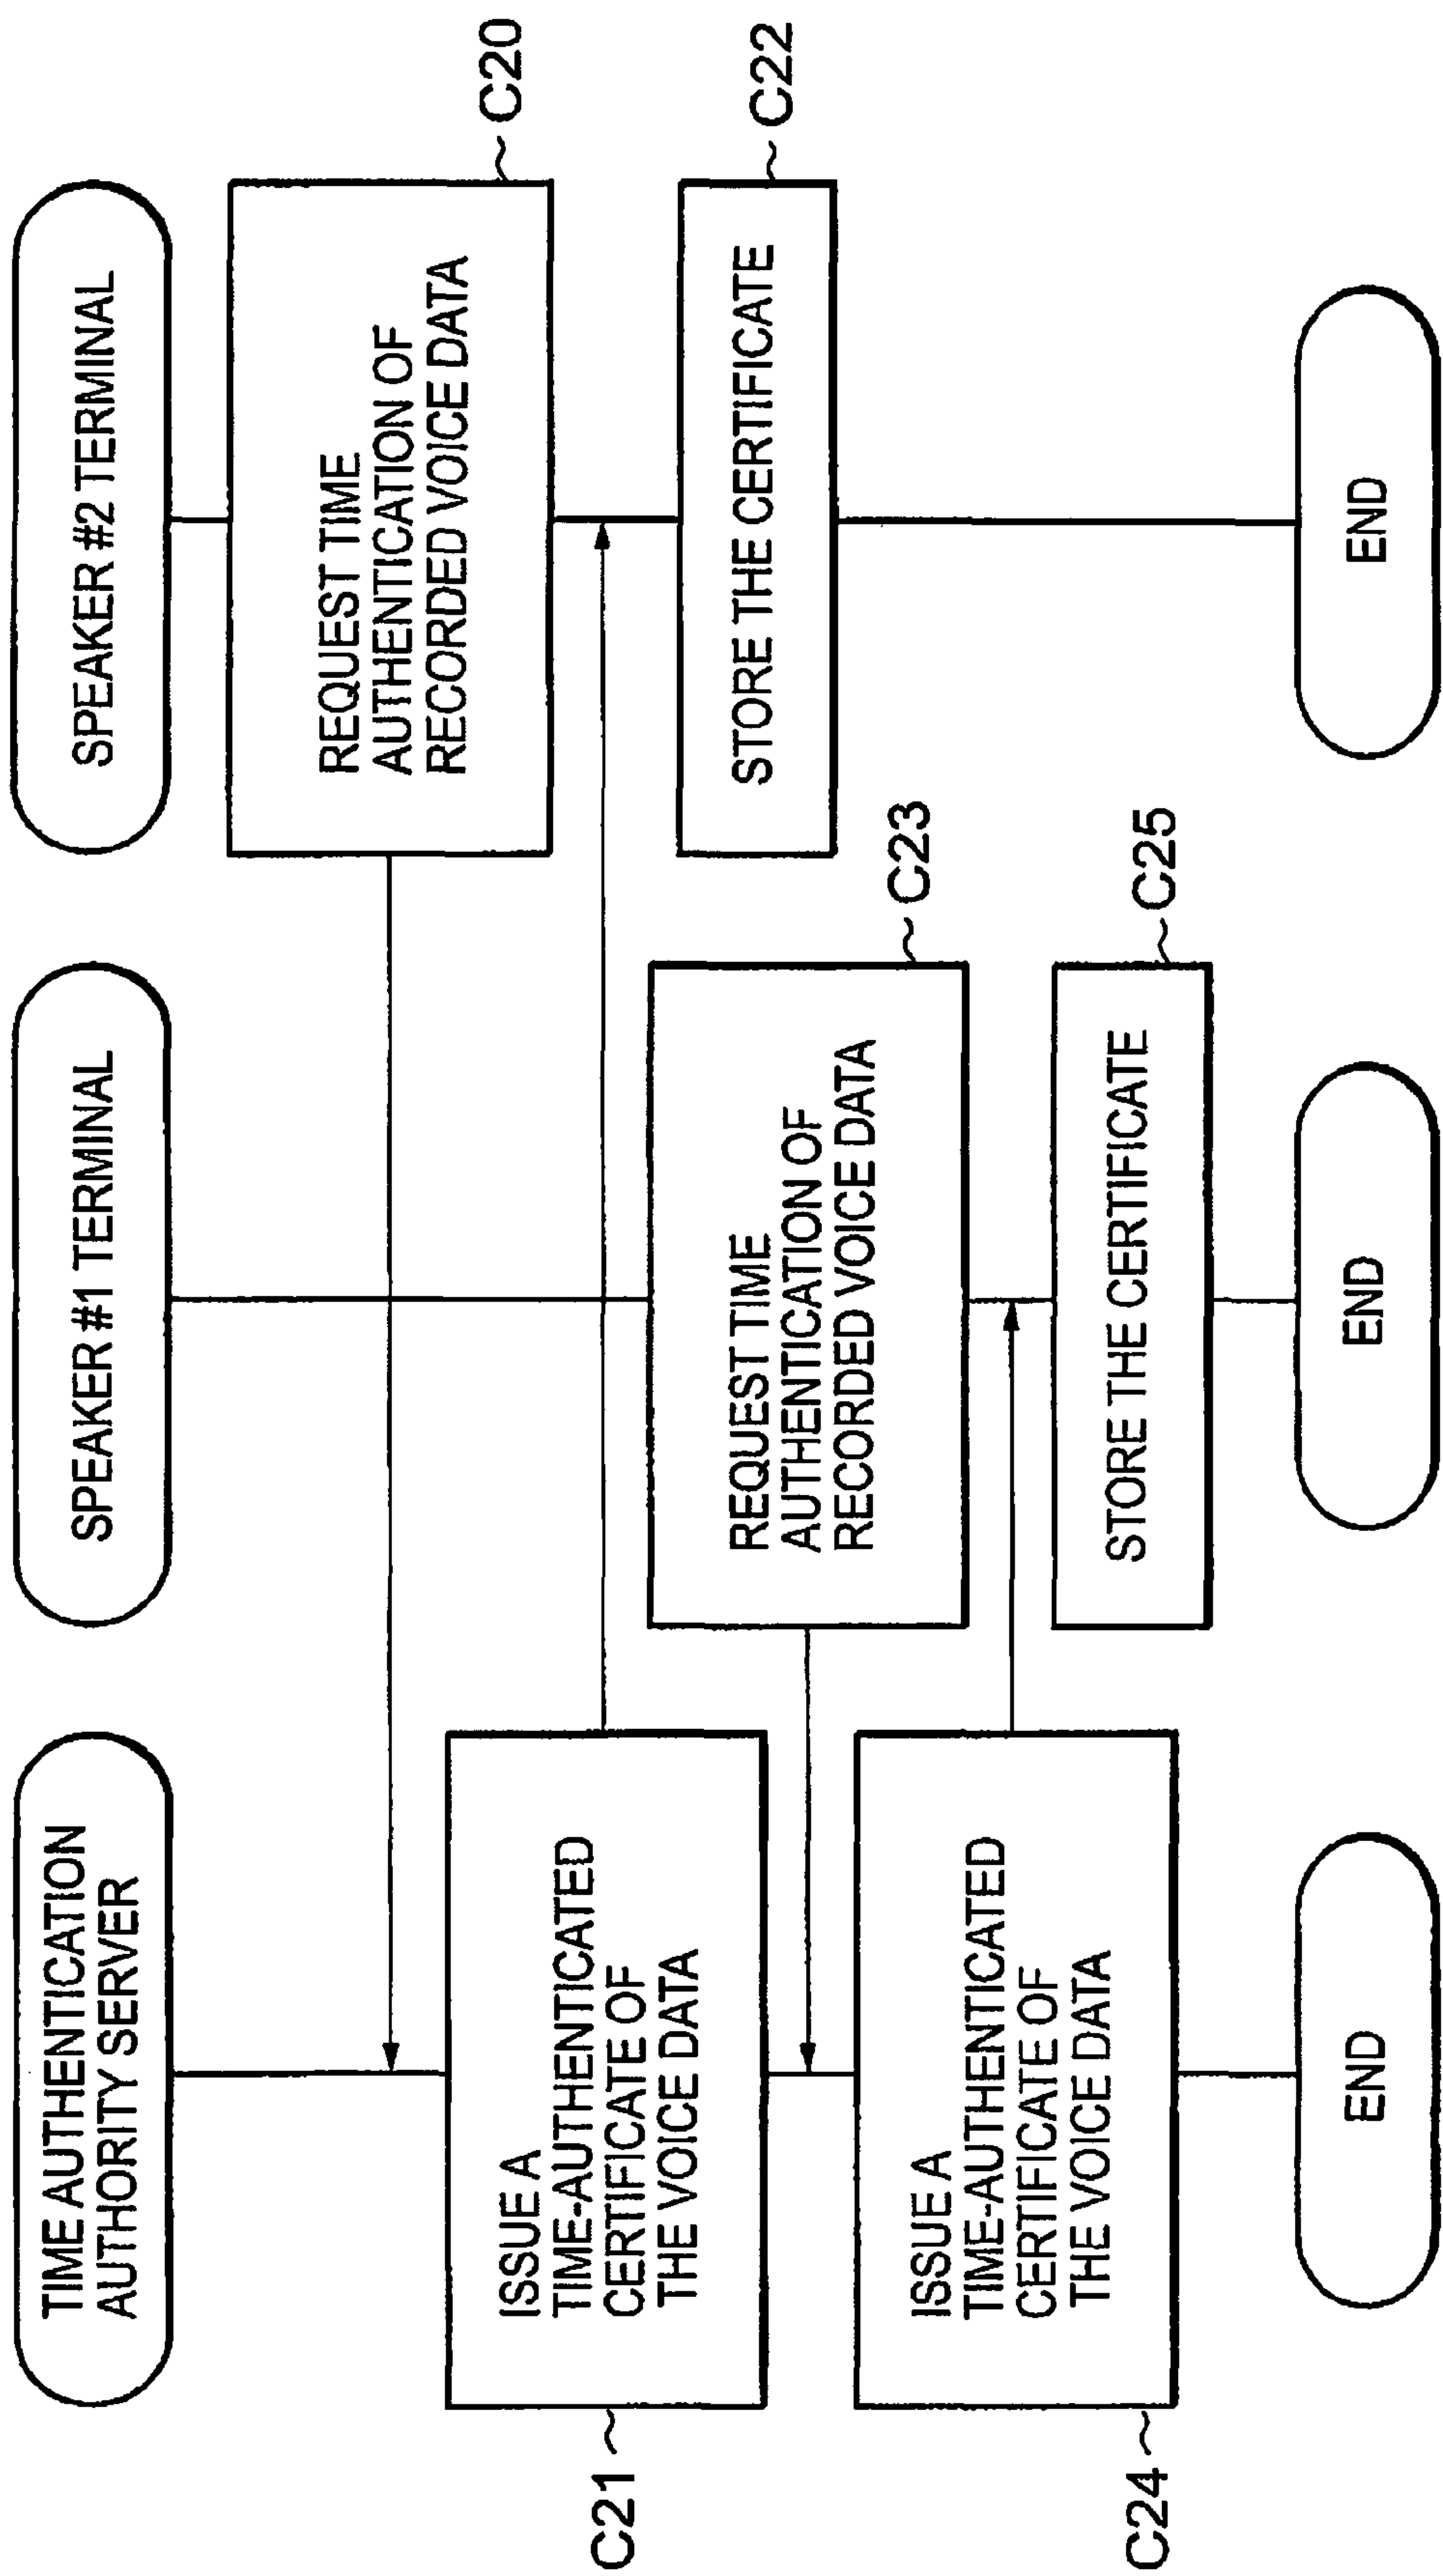 TIME AUTHENTICATION
AUTHORITY SERVER
SPEAKER #1 TERMINAL
SPEAKER #2 TERMINAL
REQUEST TIME
AUTHENTICATION OF
RECORDED VOICE DATA
C20
ISSUE A
TIME-AUTHENTICATED
CERTIFICATE OF
THE VOICE DATA
C21
STORE THE CERTIFICATE
C22
REQUEST TIME
AUTHENTICATION OF
RECORDED VOICE DATA
C23
ISSUE A
TIME-AUTHENTICATED
CERTIFICATE OF
THE VOICE DATA
C24
STORE THE CERTIFICATE
C25
END
END
END